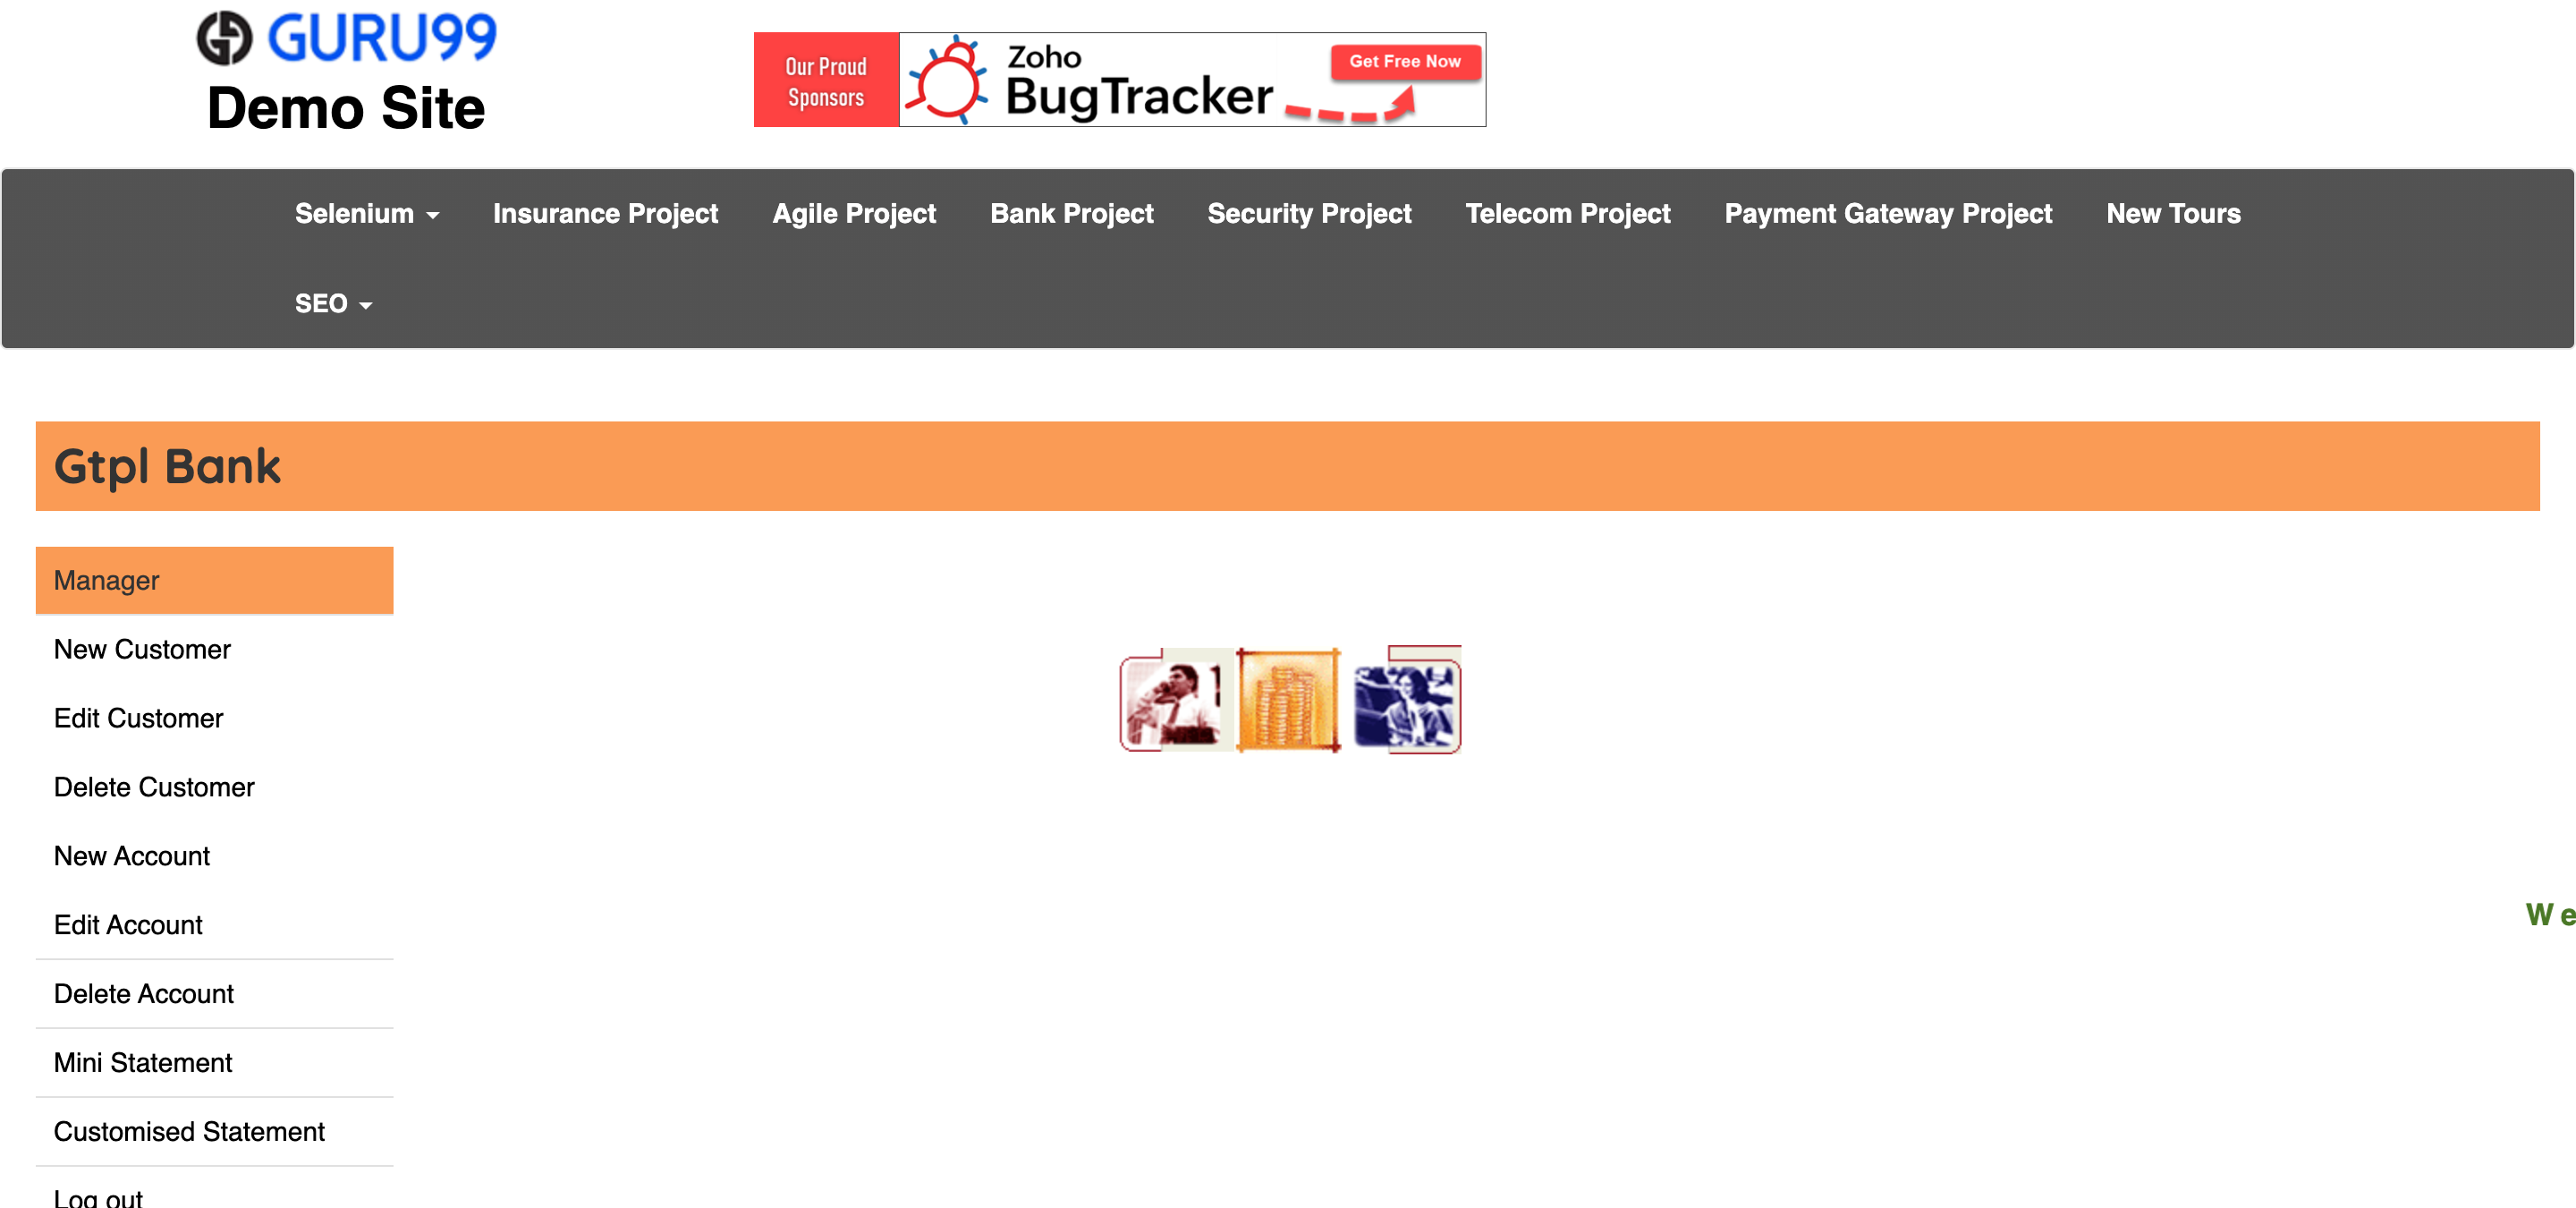 GURU99
Demo Site
Our Proud
Sponsors
Zoho
BugTracker
Get Free Now
Selenium
Insurance Project
Agile Project
Bank Project
Security Project
Telecom Project
Payment Gateway Project
New Tours
SEO
Gtpl Bank
Manager
New Customer
Edit Customer
Delete Customer
New Account
Edit Account
We
Delete Account
Mini Statement
Customised Statement
Log out